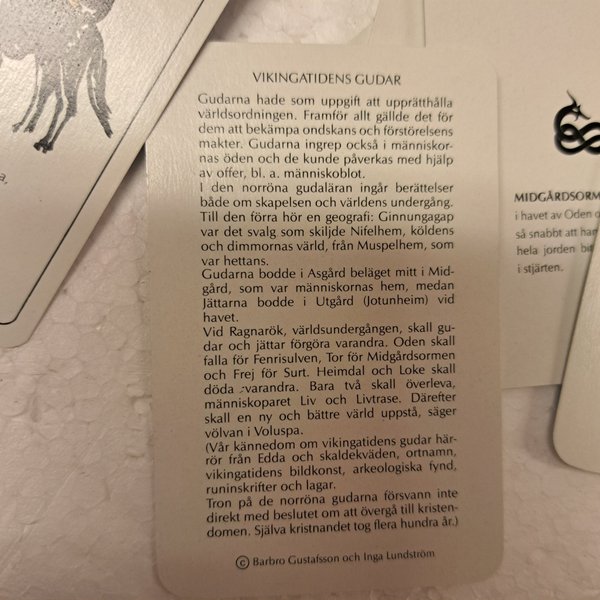 VIKINGATIDENS GUDAR
Gudarna hade som uppgift att upprätthålla
världsordningen. Framför allt gällde det för
dem att bekämpa ondskans och förstörelsens
makter. Gudarna ingrep också i människor-
nas öden och de kunde påverkas med hjälp
av offer, bl. a. människoblot.
I den norröna gudaläran ingår berättelser
både om skapelsen och världens undergång.
Till den förra hör en geografi: Ginnungagap
var det svalg som skiljde Nifelhem, köldens
och dimmornas värld, från Muspelhem, som
var hettans.
Gudarna bodde i Asgård beläget mitt i Mid-
gård, som var människornas hem, medan
Jättarna bodde i Utgård (Jotunheim) vid
havet.
Vid Ragnarök, världsundergången, skall gu-
dar och jättar förgöra varandra. Oden skall
falla för Fenrisulven, Tor för Midgårdsormen
och Frej för Surt. Heimdal och Loke skall
döda varandra. Bara två skall överleva,
människoparet Liv och Livtrase. Därefter
skall en ny och bättre värld uppstå, säger
völvan i Voluspa.
(Vår kännedom om vikingatidens gudar här-
rör från Edda och skaldekväden, ortnamn,
vikingatidens bildkonst, arkeologiska fynd,
runinskrifter och lagar.
Tron på de norröna gudarna försvann inte
direkt med beslutet om att övergå till kristen-
domen. Själva kristnandet tog flera hundra år.)
© Barbro Gustafsson och Inga Lundström
MIDGÅRDSORM
i havet av Oden
så snabbt att han
hela jorden bit
i stjärten.